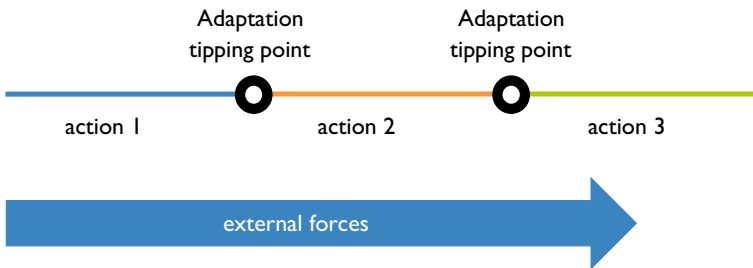 Adaptation
tipping point
Adaptation
tipping point
action 1
action 2
action 3
external forces